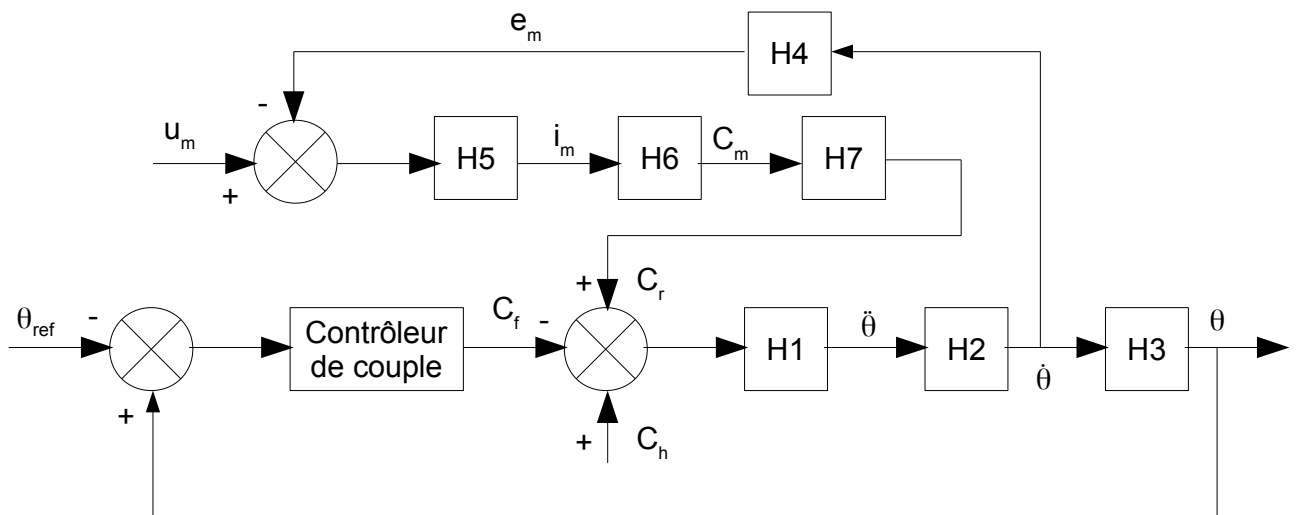 e_m
H4
-
u_m
+
H5
i_m
H6
C_m
H7
+
C_r
θ_ref
-
Contrôleur
de couple
C_f
-
H1
θ̈
H2
θ̇
H3
θ
+
+
C_h